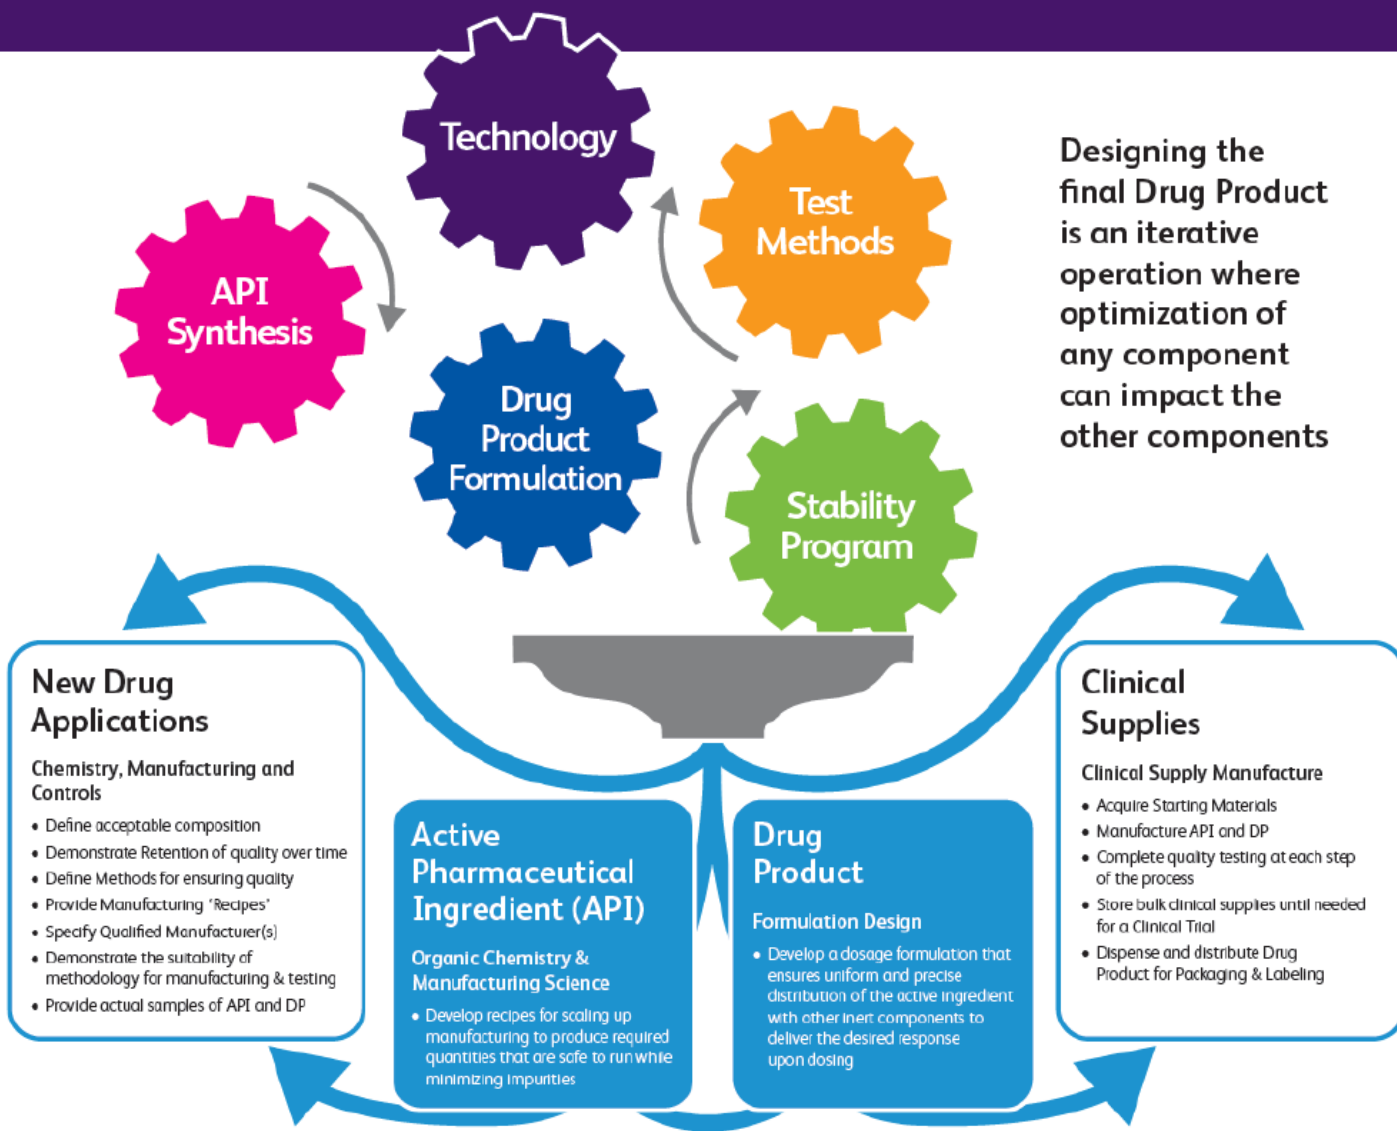 Technology
Test
Methods
API
Synthesis
Drug
Product
Formulation
Stability
Program
Designing the
final Drug Product
is an iterative
operation where
optimization of
any component
can impact the
other components
New Drug
Applications
Chemistry, Manufacturing and
Controls
• Define acceptable composition
• Demonstrate Retention of quality over time
• Define Methods for ensuring quality
• Provide Manufacturing ‘Recipes’
• Specify Qualified Manufacturer(s)
• Demonstrate the suitability of
methodology for manufacturing & testing
• Provide actual samples of API and DP
Active
Pharmaceutical
Ingredient (API)
Organic Chemistry &
Manufacturing Science
• Develop recipes for scaling up
manufacturing to produce required
quantities that are safe to run while
minimizing impurities
Drug
Product
Formulation Design
• Develop a dosage formulation that
ensures uniform and precise
distribution of the active ingredient
with other inert components to
deliver the desired response
upon dosing
Clinical
Supplies
Clinical Supply Manufacture
• Acquire Starting Materials
• Manufacture API and DP
• Complete quality testing at each step
of the process
• Store bulk clinical supplies until needed
for a Clinical Trial
• Dispense and distribute Drug
Product for Packaging & Labeling